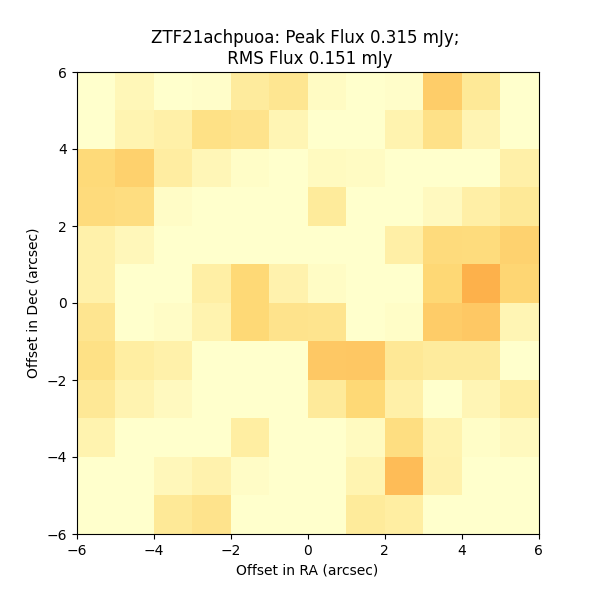 ZTF21achpuoa: Peak Flux 0.315 mJy;
RMS Flux 0.151 mJy
6
4
2
0
−2
−4
−6
Offset in Dec (arcsec)
−6 −4 −2 0 2 4 6
Offset in RA (arcsec)